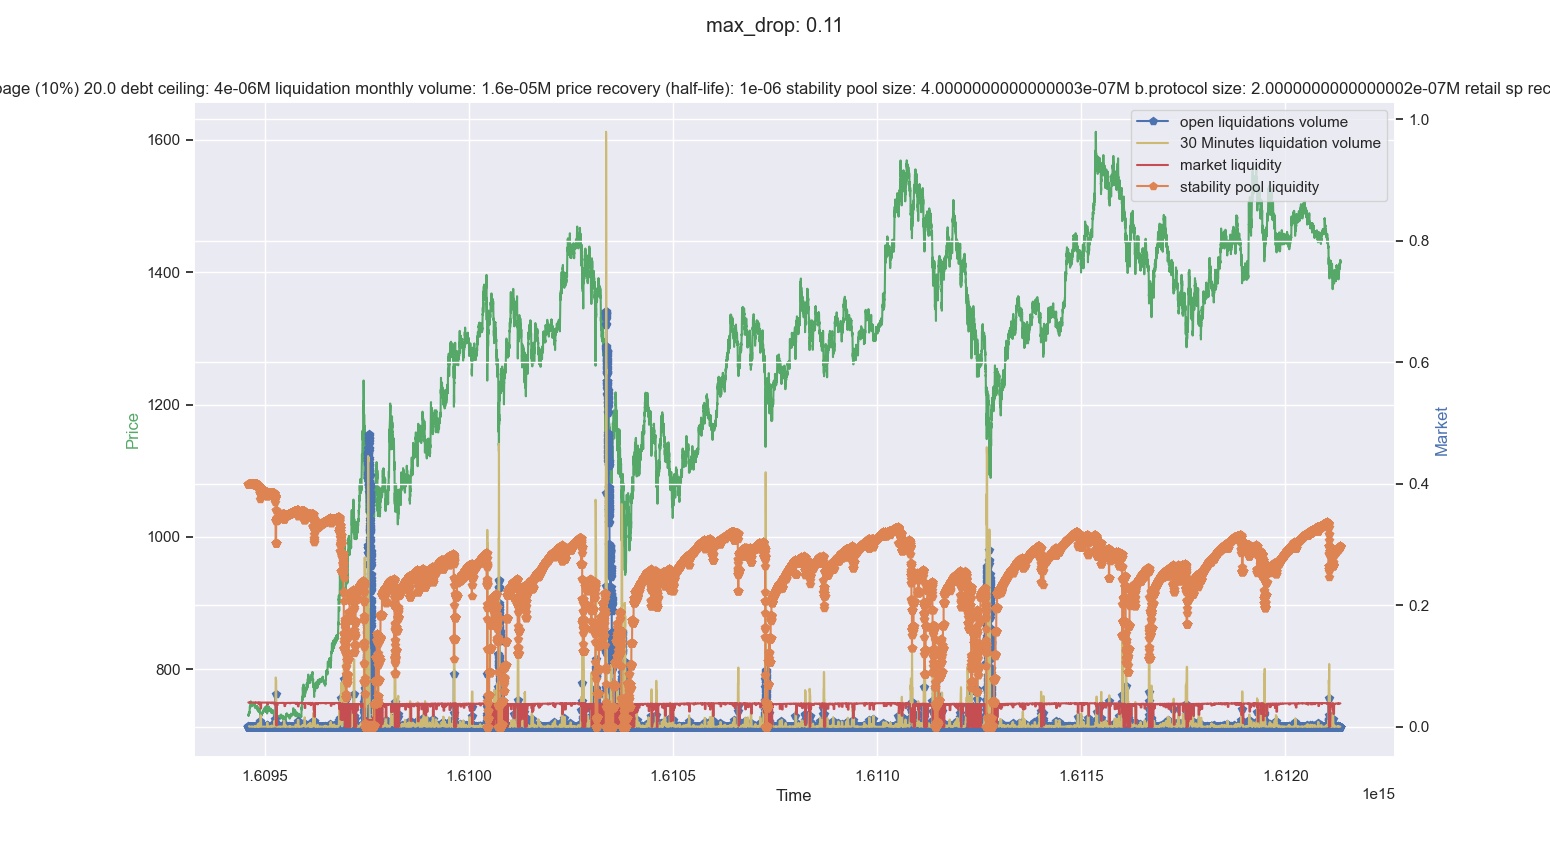 max_drop: 0.11
page (10%) 20.0 debt ceiling: 4e-06M liquidation monthly volume: 1.6e-05M price recovery (half-life): 1e-06 stability pool size: 4.0000000000000003e-07M b.protocol size: 2.0000000000000002e-07M retail sp rec
open liquidations volume
30 Minutes liquidation volume
market liquidity
stability pool liquidity
1600
1400
1200
1000
800
Price
1.0
0.8
0.6
0.4
0.2
0.0
Market
1.6095 1.6100 1.6105 1.6110 1.6115 1.6120
Time
1e15